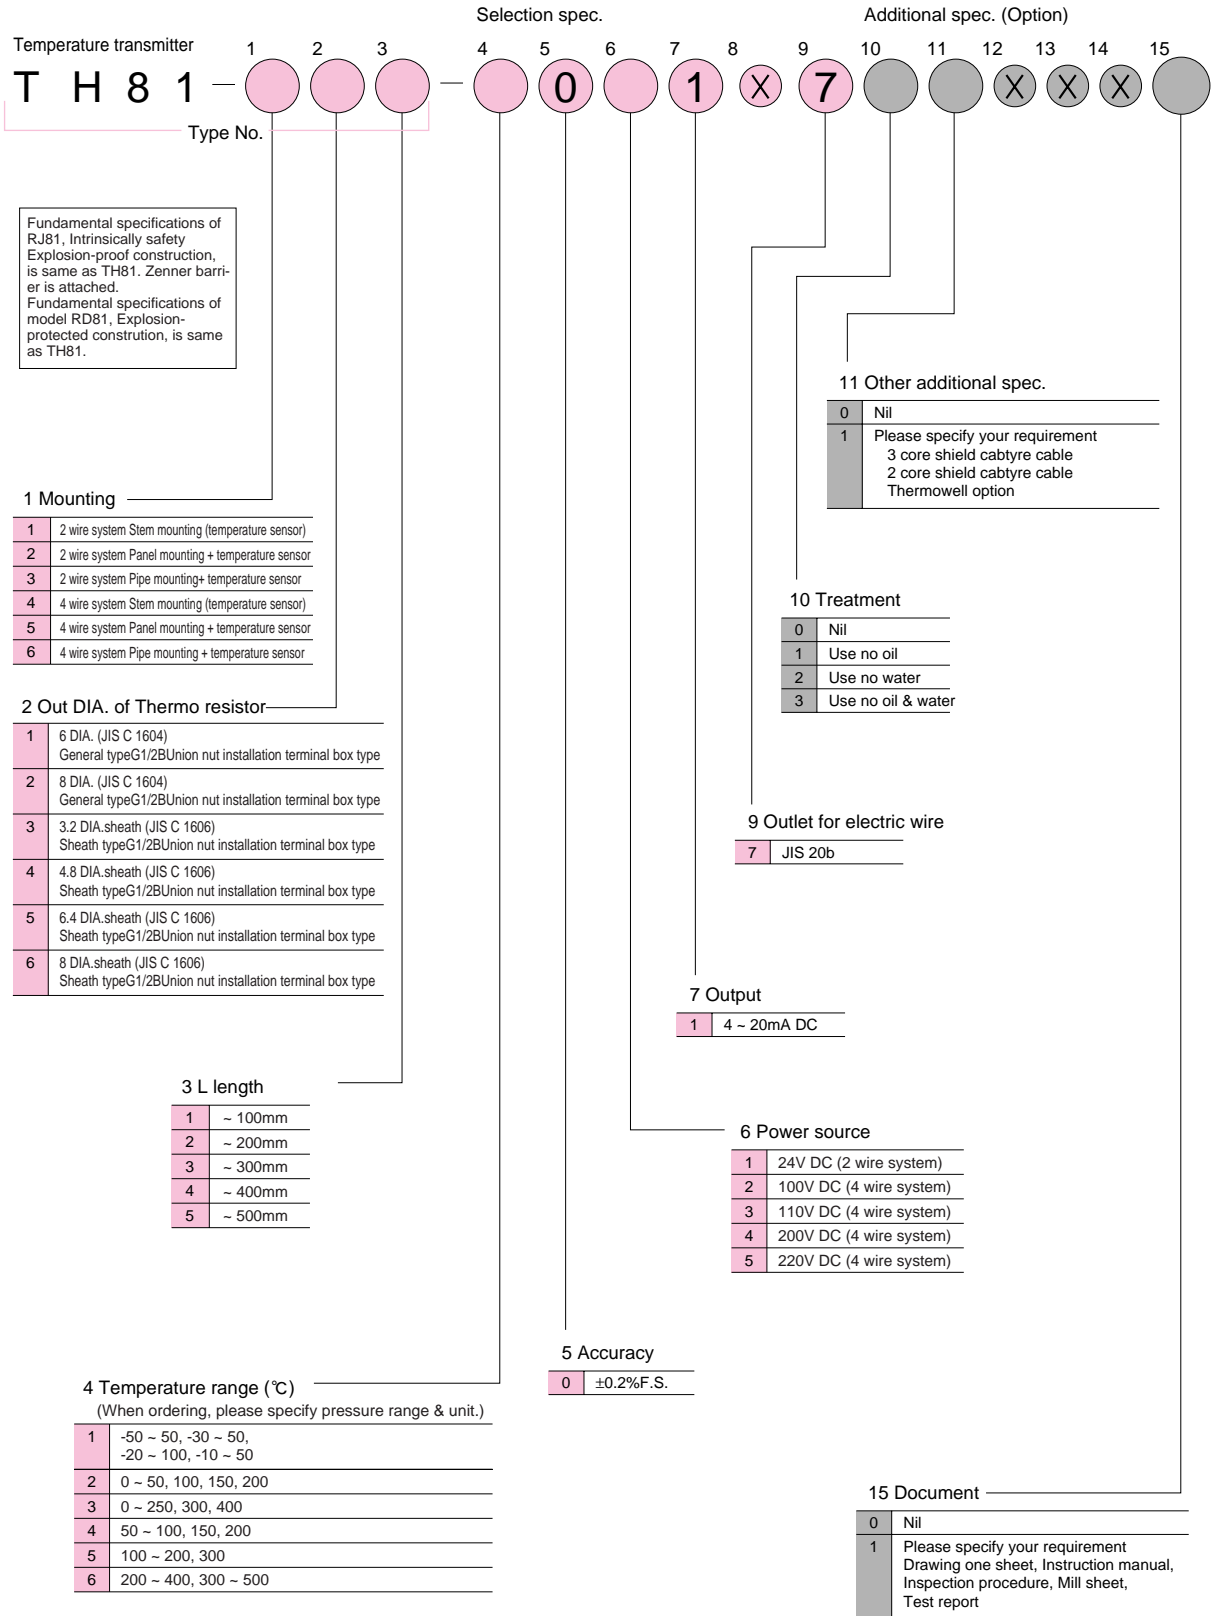 Selection spec.
Additional spec. (Option)
Temperature transmitter
1 2 3 4 5 6 7 8 9 10 11 12 13 14 15
T H 8 1 - - 0 1 X 7 X X X
Type No.
Fundamental specifications of
RJ81, Intrinsically safety
Explosion-proof construction,
is same as TH81. Zenner barri-
er is attached.
Fundamental specifications of
model RD81, Explosion-
protected constrution, is same
as TH81.
11 Other additional spec.
0 Nil
1 Please specify your requirement
3 core shield cabtyre cable
2 core shield cabtyre cable
Thermowell option
1 Mounting
1 2 wire system Stem mounting (temperature sensor)
2 2 wire system Panel mounting + temperature sensor
3 2 wire system Pipe mounting+ temperature sensor
4 4 wire system Stem mounting (temperature sensor)
5 4 wire system Panel mounting + temperature sensor
6 4 wire system Pipe mounting + temperature sensor
10 Treatment
0 Nil
1 Use no oil
2 Use no water
3 Use no oil & water
2 Out DIA. of Thermo resistor
1 6 DIA. (JIS C 1604)
General typeG1/2BUnion nut installation terminal box type
2 8 DIA. (JIS C 1604)
General typeG1/2BUnion nut installation terminal box type
3 3.2 DIA.sheath (JIS C 1606)
Sheath typeG1/2BUnion nut installation terminal box type
4 4.8 DIA.sheath (JIS C 1606)
Sheath typeG1/2BUnion nut installation terminal box type
5 6.4 DIA.sheath (JIS C 1606)
Sheath typeG1/2BUnion nut installation terminal box type
6 8 DIA.sheath (JIS C 1606)
Sheath typeG1/2BUnion nut installation terminal box type
9 Outlet for electric wire
7 JIS 20b
7 Output
1 4 ~ 20mA DC
3 L length
1 ~ 100mm
2 ~ 200mm
3 ~ 300mm
4 ~ 400mm
5 ~ 500mm
6 Power source
1 24V DC (2 wire system)
2 100V DC (4 wire system)
3 110V DC (4 wire system)
4 200V DC (4 wire system)
5 220V DC (4 wire system)
5 Accuracy
0 ±0.2%F.S.
4 Temperature range (℃)
(When ordering, please specify pressure range & unit.)
1 -50 ~ 50, -30 ~ 50,
-20 ~ 100, -10 ~ 50
2 0 ~ 50, 100, 150, 200
3 0 ~ 250, 300, 400
4 50 ~ 100, 150, 200
5 100 ~ 200, 300
6 200 ~ 400, 300 ~ 500
15 Document
0 Nil
1 Please specify your requirement
Drawing one sheet, Instruction manual,
Inspection procedure, Mill sheet,
Test report